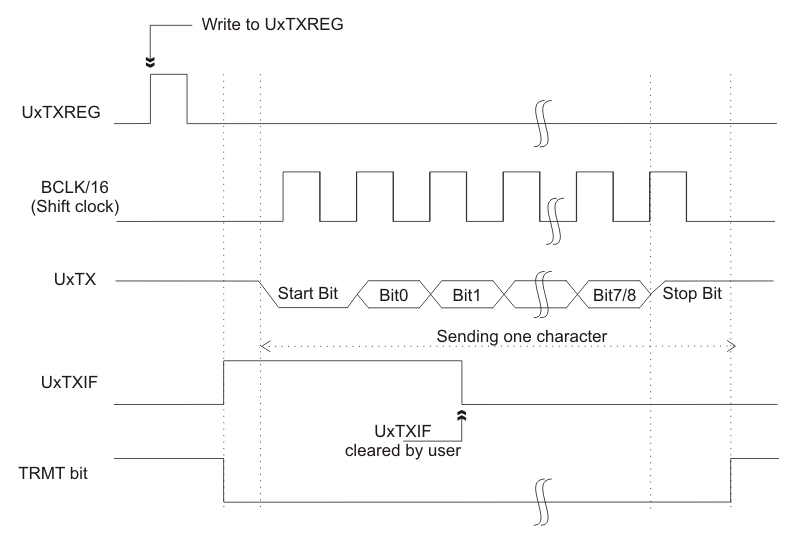 Write to UxTXREG
UxTXREG
BCLK/16
(Shift clock)
UxTX
Start Bit
Bit0
Bit1
Bit7/8
Stop Bit
Sending one character
UxTXIF
UxTXIF
cleared by user
TRMT bit